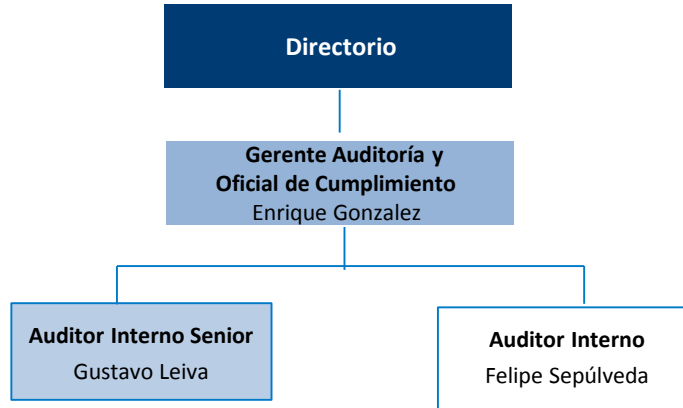 Directorio
Gerente Auditoría y
Oficial de Cumplimiento
Enrique Gonzalez
Auditor Interno Senior
Gustavo Leiva
Auditor Interno
Felipe Sepúlveda